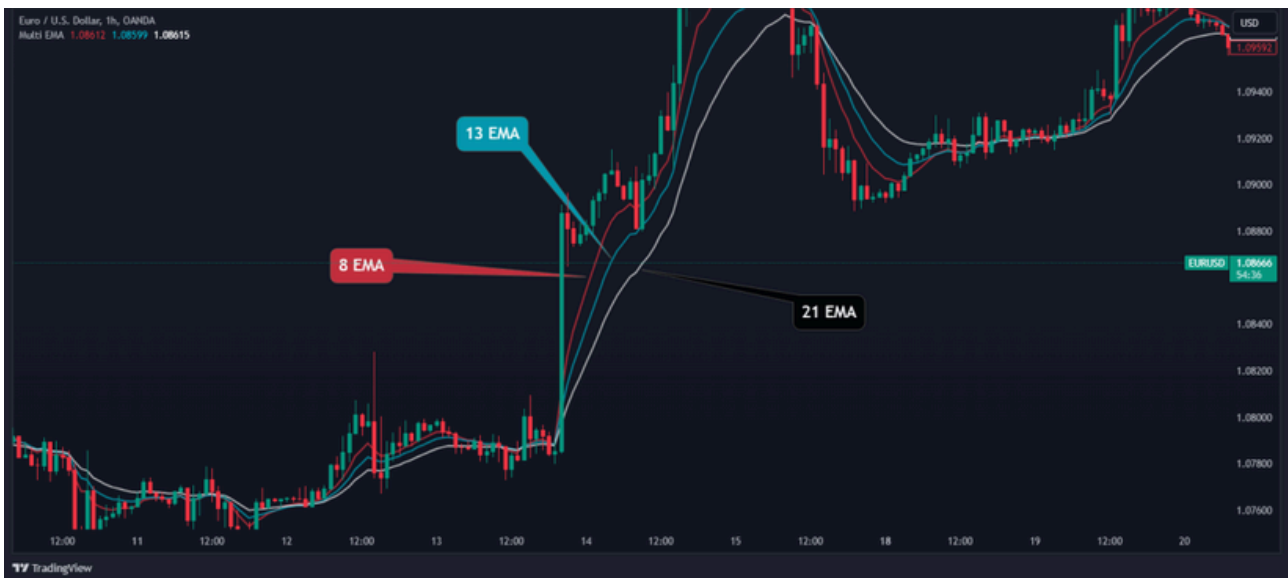 Euro / U.S. Dollar, 1h, OANDA
Multi EMA 1.08612 1.08599 1.08615
USD
1.09592
1.09400
13 EMA
1.09200
1.09000
1.08800
8 EMA
EURUSD 1.08666
54:36
21 EMA
1.08400
1.08200
1.08000
1.07800
1.07600
12:00 11 12:00 12 12:00 13 12:00 14 12:00 15 12:00 18 12:00 19 12:00 20
TradingView